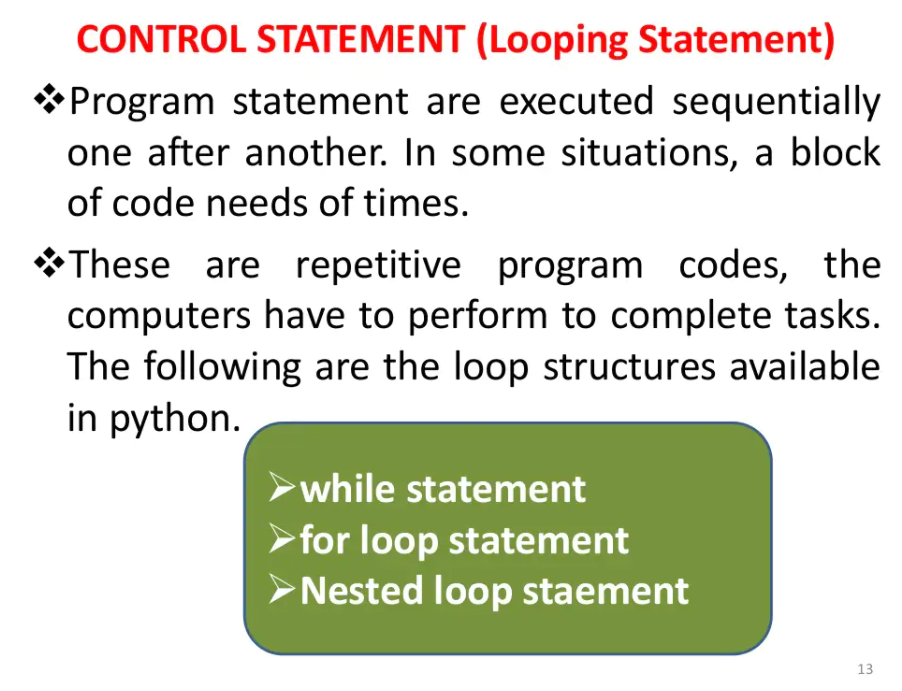 CONTROL STATEMENT (Looping Statement)
❖Program statement are executed sequentially
one after another. In some situations, a block
of code needs of times.
❖These are repetitive program codes, the
computers have to perform to complete tasks.
The following are the loop structures available
in python.
➢while statement
➢for loop statement
➢Nested loop staement
13